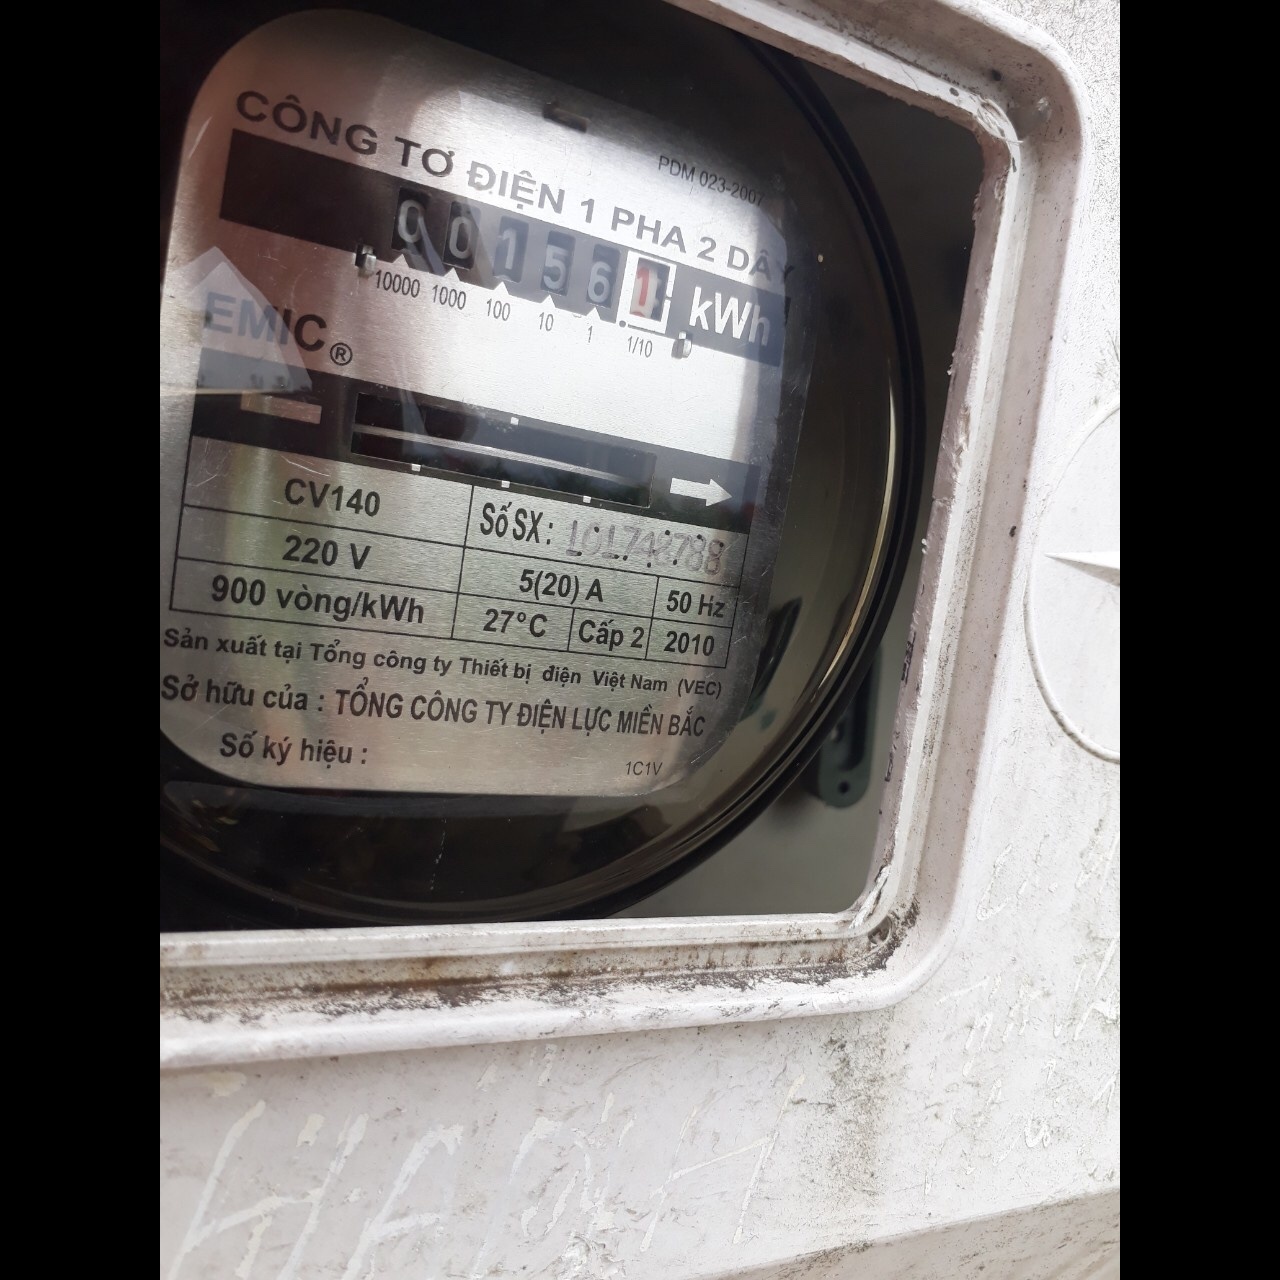 CÔNG TƠ ĐIỆN 1 PHA 2 DÂY
PDM 023-2007
0 0 1 5 6 1 kWh
10000 1000 100 10 1 1/10
EMIC®
CV140
Số SX: 101742788
220 V
5(20) A
50 Hz
900 vòng/kWh
27°C
Cấp 2
2010
Sản xuất tại Tổng công ty Thiết bị điện Việt Nam (VEC)
Sở hữu của : TỔNG CÔNG TY ĐIỆN LỰC MIỀN BẮC
Số ký hiệu :
1C1V